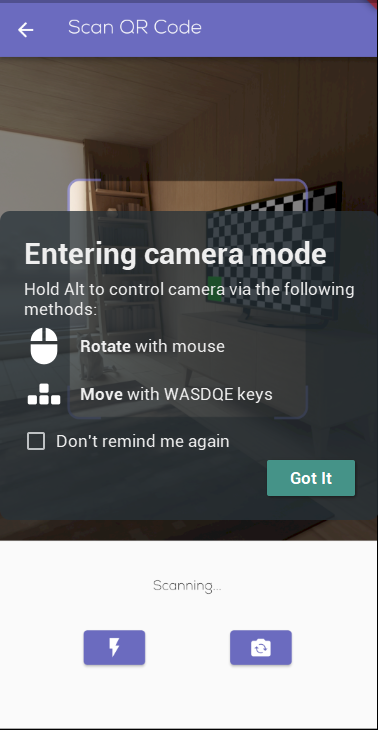 Scan QR Code
Entering camera mode
Hold Alt to control camera via the following
methods:
Rotate with mouse
Move with WASDQE keys
Don't remind me again
Got It
Scanning...